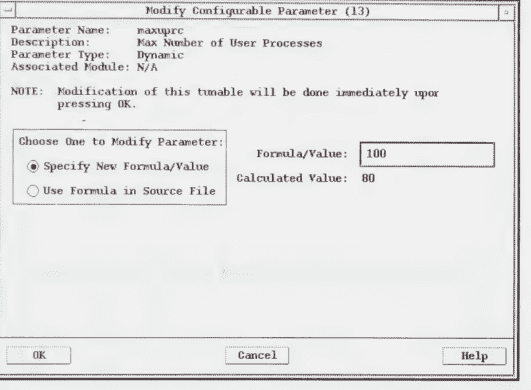 Modify Configurable Parameter (13)
Parameter Name: maxuprc
Description: Max Number of User Processes
Parameter Type: Dynamic
Associated Module: N/A
NOTE: Modification of this tunable will be done immediately upon
pressing OK.
Choose One to Modify Parameter:
Specify New Formula/Value
Use Formula in Source File
Formula/Value: 100
Calculated Value: 80
OK
Cancel
Help